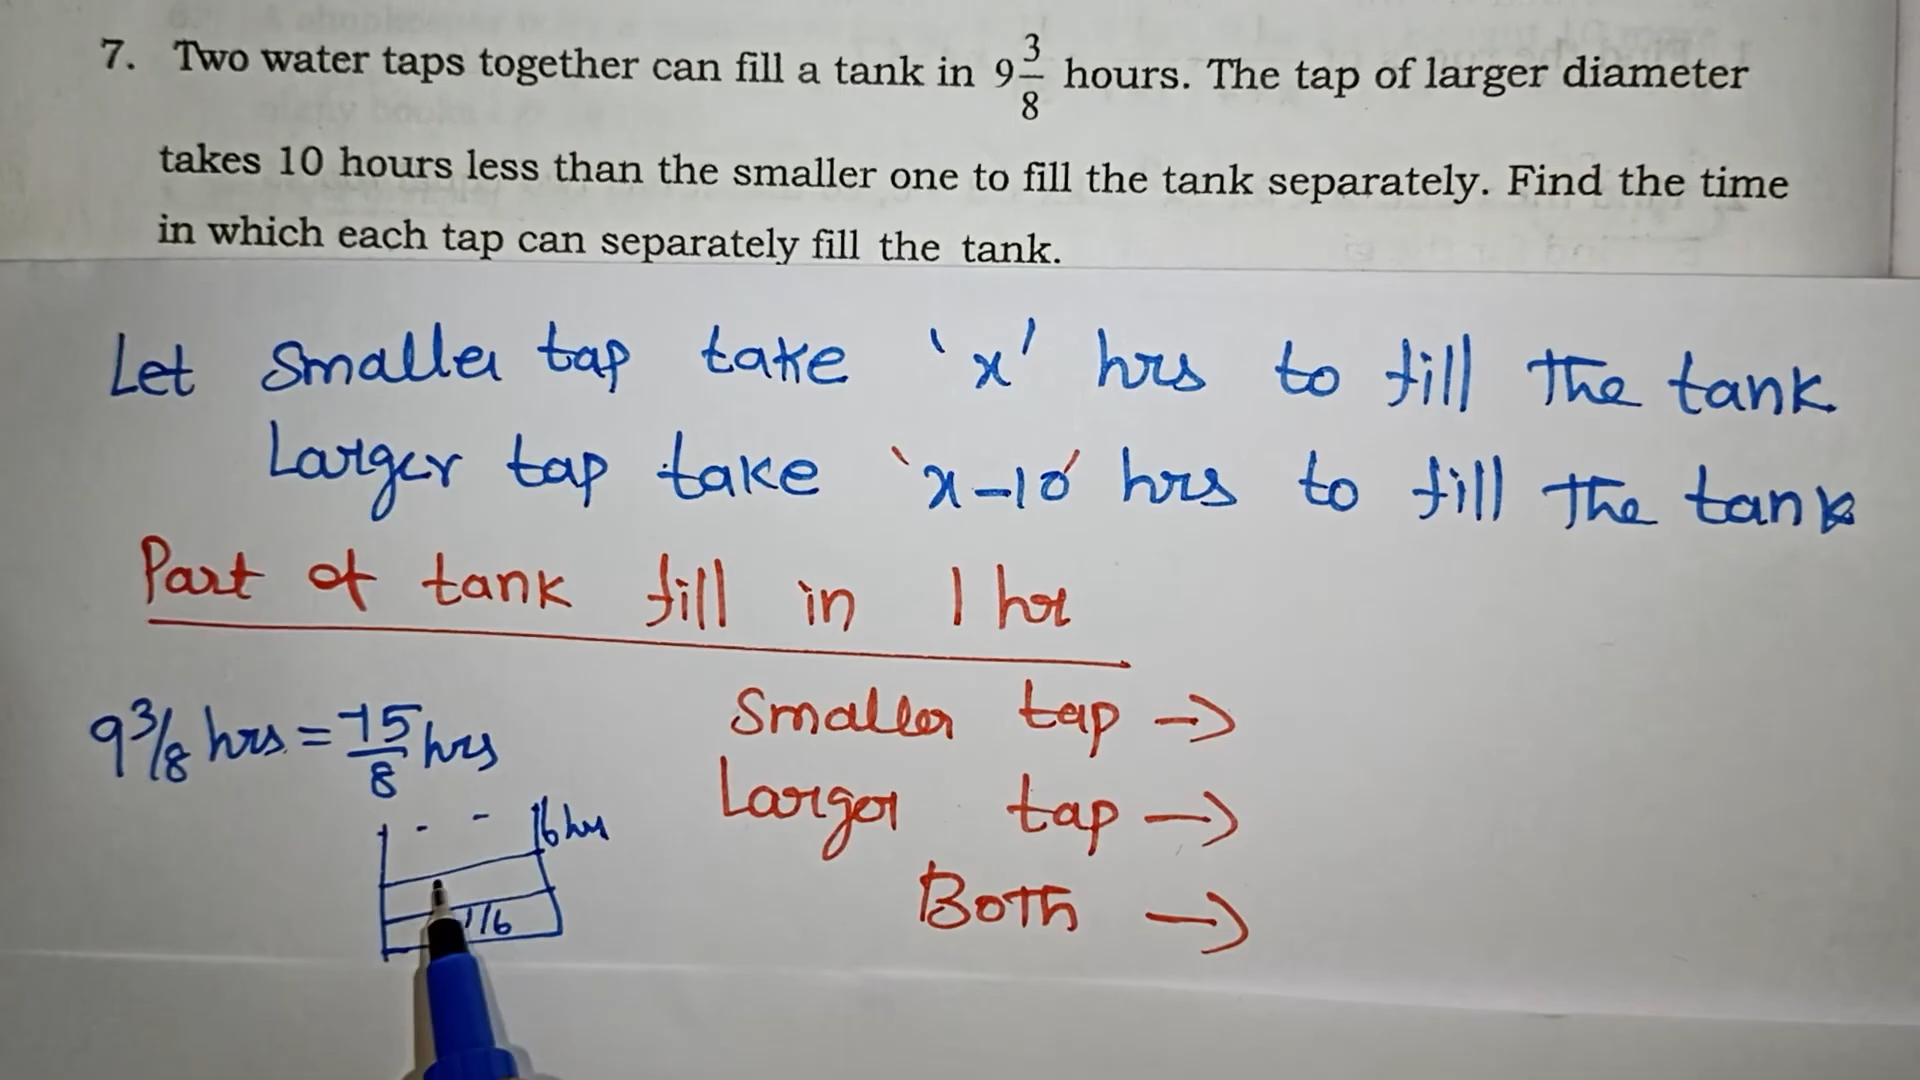 7. Two water taps together can fill a tank in 9 3/8 hours. The tap of larger diameter
takes 10 hours less than the smaller one to fill the tank separately. Find the time
in which each tap can separately fill the tank.
Let smaller tap take 'x' hrs to fill the tank
Larger tap take 'x-10' hrs to fill the tank
Part of tank fill in 1 hr
9 3/8 hrs = 75/8 hrs
Smaller tap →
Larger tap →
Both →
16 hrs
1/6